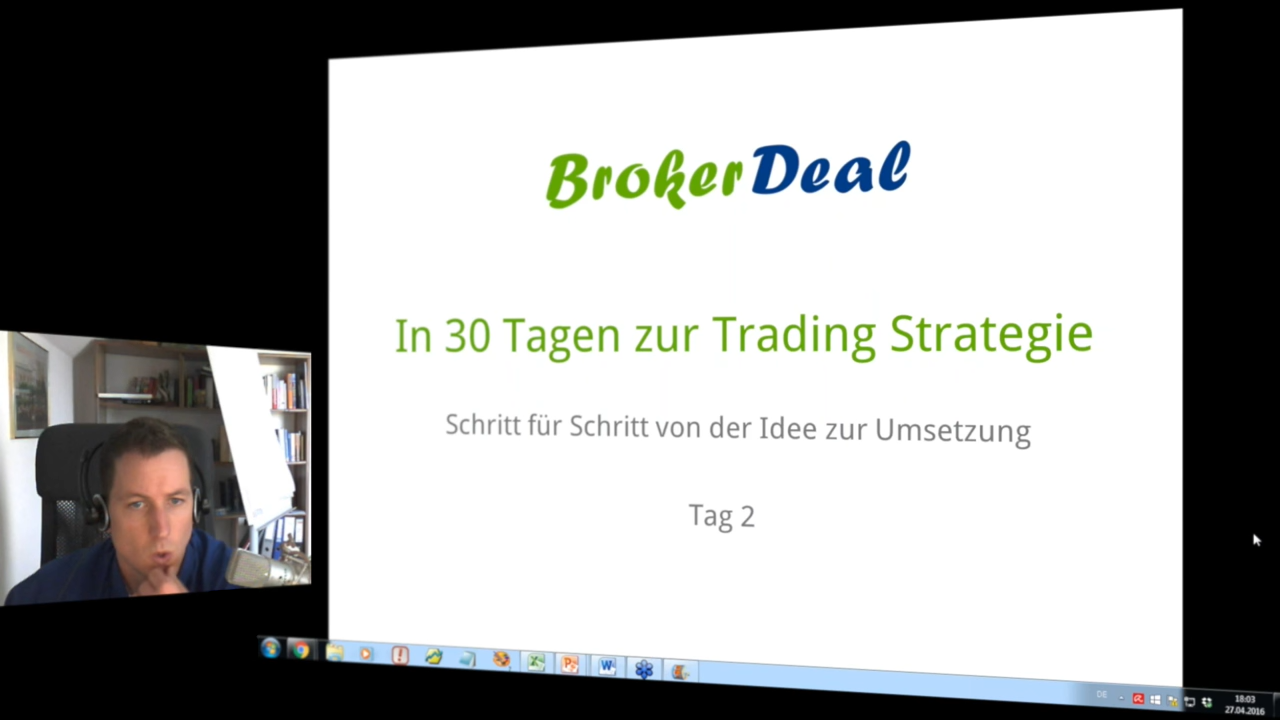 BrokerDeal
In 30 Tagen zur Trading Strategie
Schritt für Schritt von der Idee zur Umsetzung
Tag 2
DE
18:03
27.04.2016